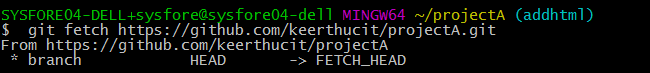 SYSFORE04-DELL+sysfore@sysfore04-dell MINGW64 ~/projectA (addhtml)
$ git fetch https://github.com/keerthucit/projectA.git
From https://github.com/keerthucit/projectA
 * branch            HEAD       -> FETCH_HEAD